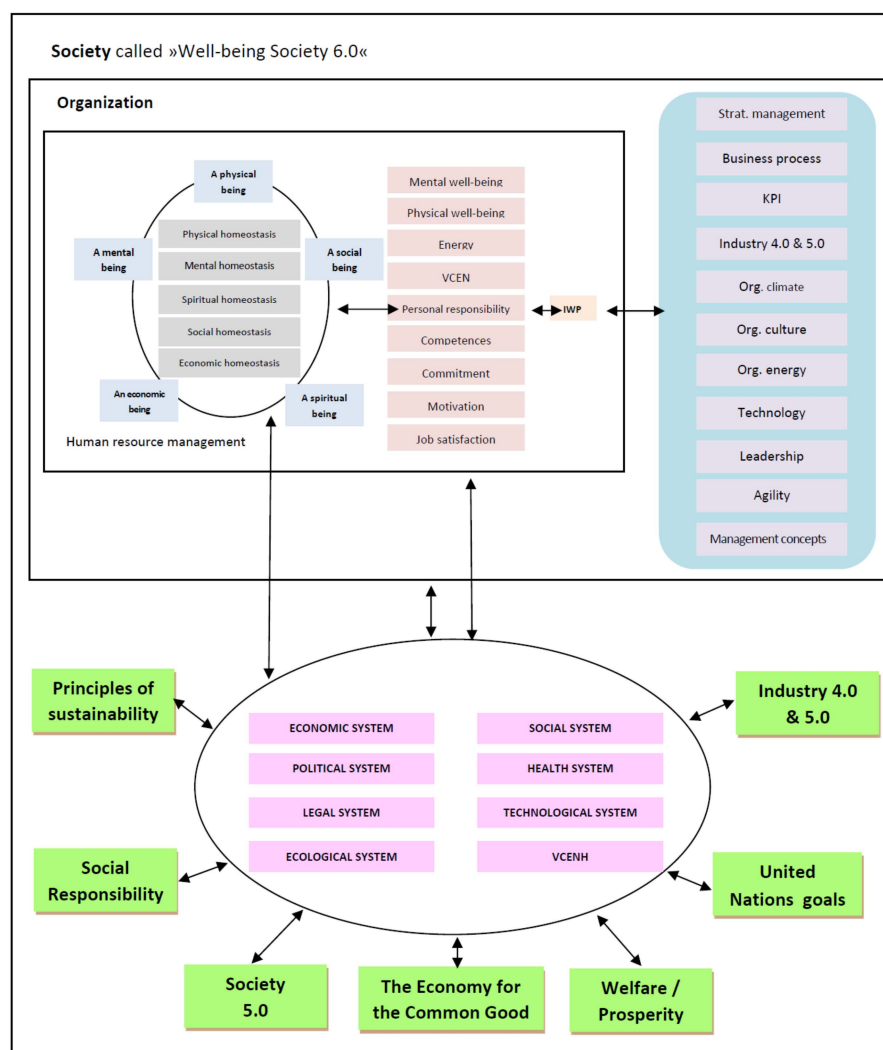 Society called »Well-being Society 6.0«
Organization
A physical
being
A mental
being
A social
being
An economic
being
A spiritual
being
Physical homeostasis
Mental homeostasis
Spiritual homeostasis
Social homeostasis
Economic homeostasis
Human resource management
Mental well-being
Physical well-being
Energy
VCEN
Personal responsibility
Competences
Commitment
Motivation
Job satisfaction
IWP
Strat. management
Business process
KPI
Industry 4.0 & 5.0
Org. climate
Org. culture
Org. energy
Technology
Leadership
Agility
Management concepts
Principles of
sustainability
Industry 4.0
& 5.0
ECONOMIC SYSTEM
POLITICAL SYSTEM
LEGAL SYSTEM
ECOLOGICAL SYSTEM
SOCIAL SYSTEM
HEALTH SYSTEM
TECHNOLOGICAL SYSTEM
VCENH
Social
Responsibility
United
Nations goals
Society
5.0
The Economy for
the Common Good
Welfare /
Prosperity